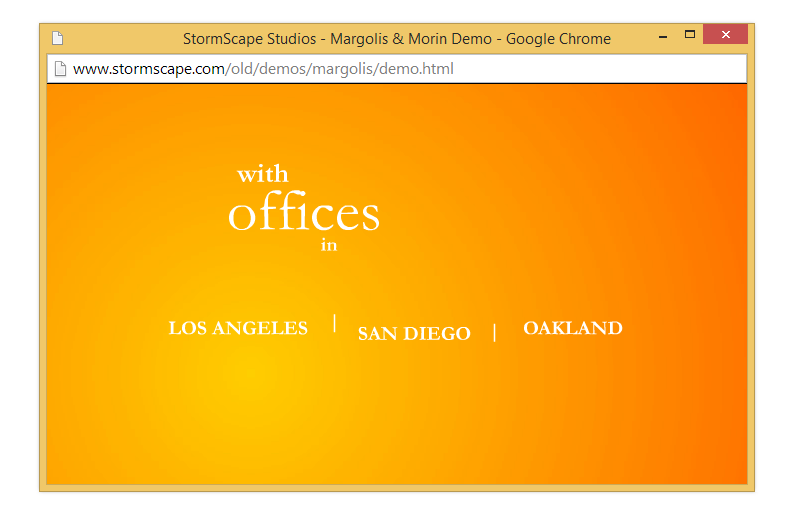 StormScape Studios - Margolis & Morin Demo - Google Chrome
www.stormscape.com/old/demos/margolis/demo.html
with
offices
in
LOS ANGELES | SAN DIEGO | OAKLAND